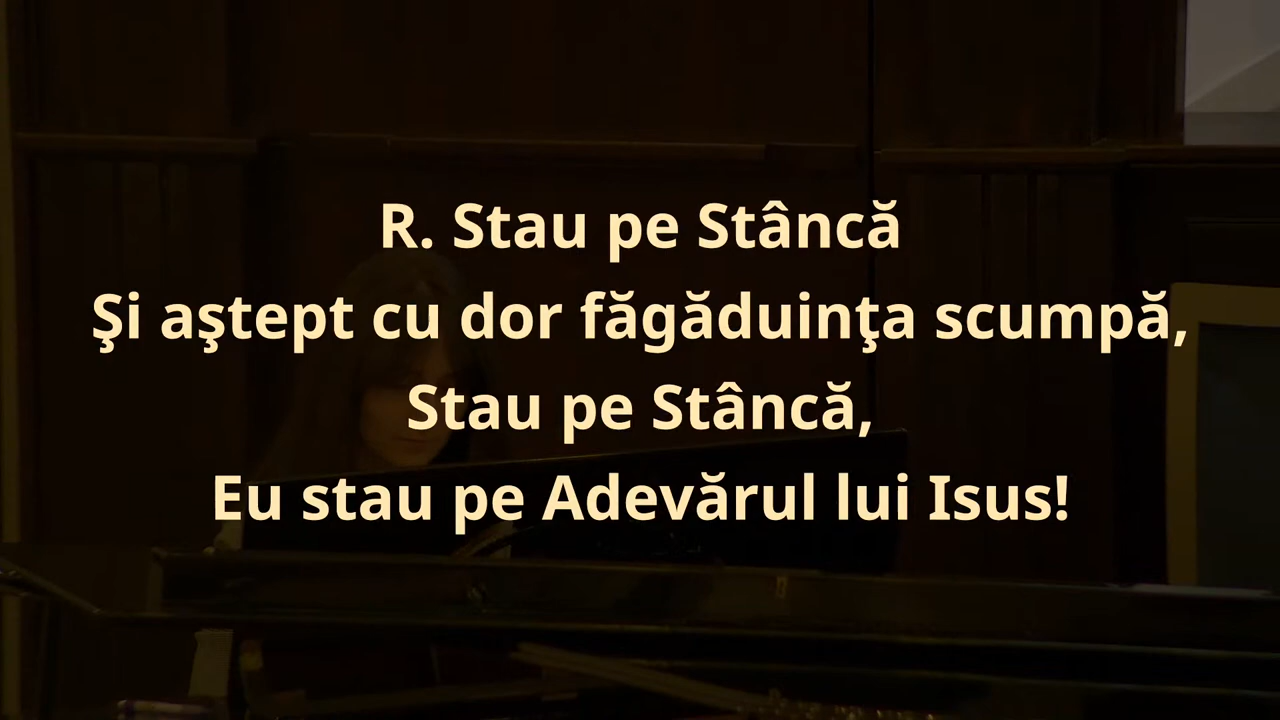 R. Stau pe Stâncă
Şi aştept cu dor făgăduinţa scumpă,
Stau pe Stâncă,
Eu stau pe Adevărul lui Isus!